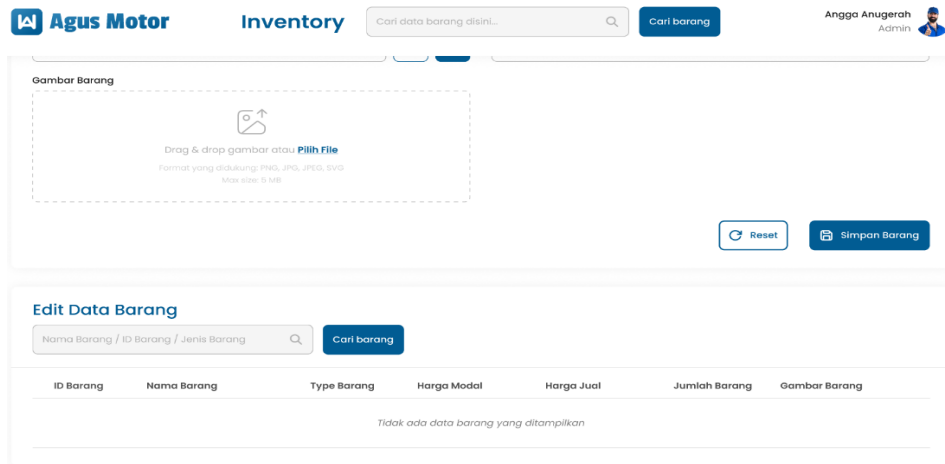 Agus Motor
Inventory
Cari data barang disini...
Cari barang
Angga Anugerah
Admin
Gambar Barang
Drag & drop gambar atau Pilih File
Format yang didukung: PNG, JPG, JPEG, SVG
Max size: 5 MB
Reset
Simpan Barang
Edit Data Barang
Nama Barang / ID Barang / Jenis Barang
Cari barang
ID Barang Nama Barang Type Barang Harga Modal Harga Jual Jumlah Barang Gambar Barang
Tidak ada data barang yang ditampilkan